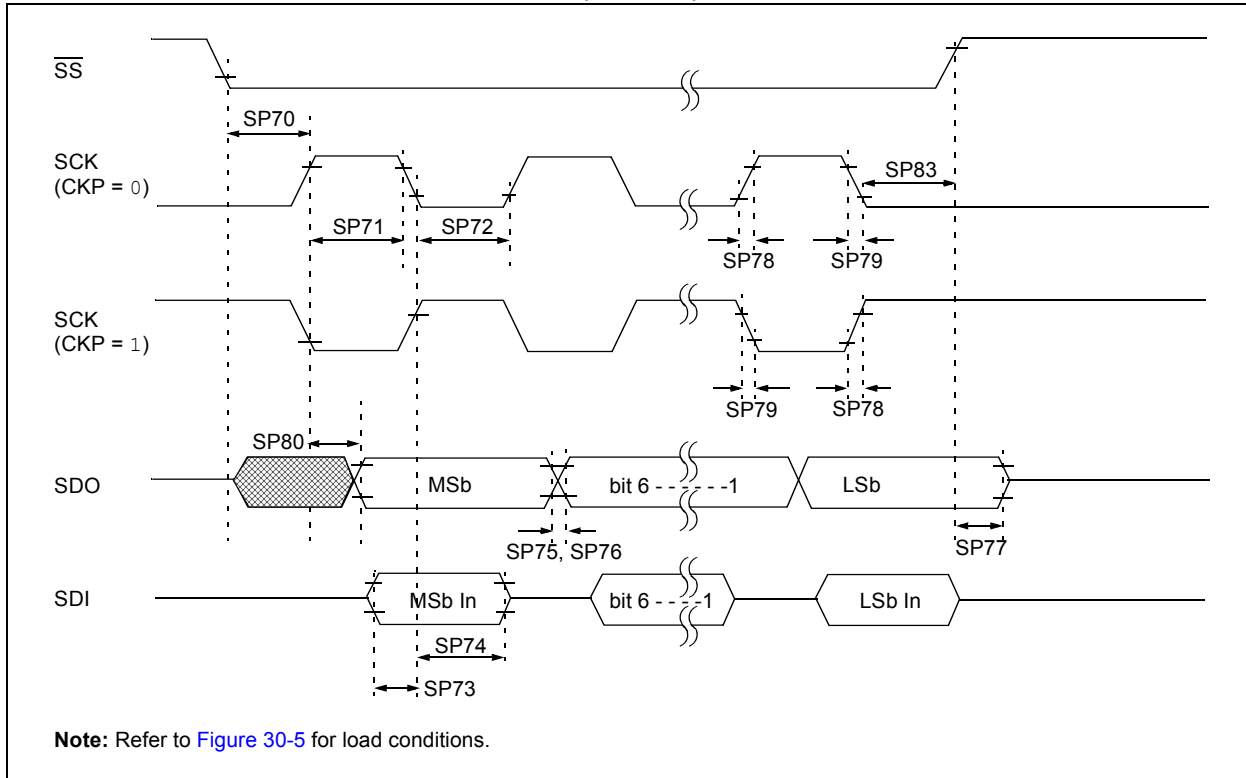 SS
SP70
SCK
(CKP = 0)
SP83
SP71
SP72
SP78
SP79
SCK
(CKP = 1)
SP79
SP78
SP80
SDO
MSb
bit 6 - - - - - -1
LSb
SP75, SP76
SP77
SDI
MSb In
bit 6 - - - -1
LSb In
SP74
SP73
Note: Refer to Figure 30-5 for load conditions.